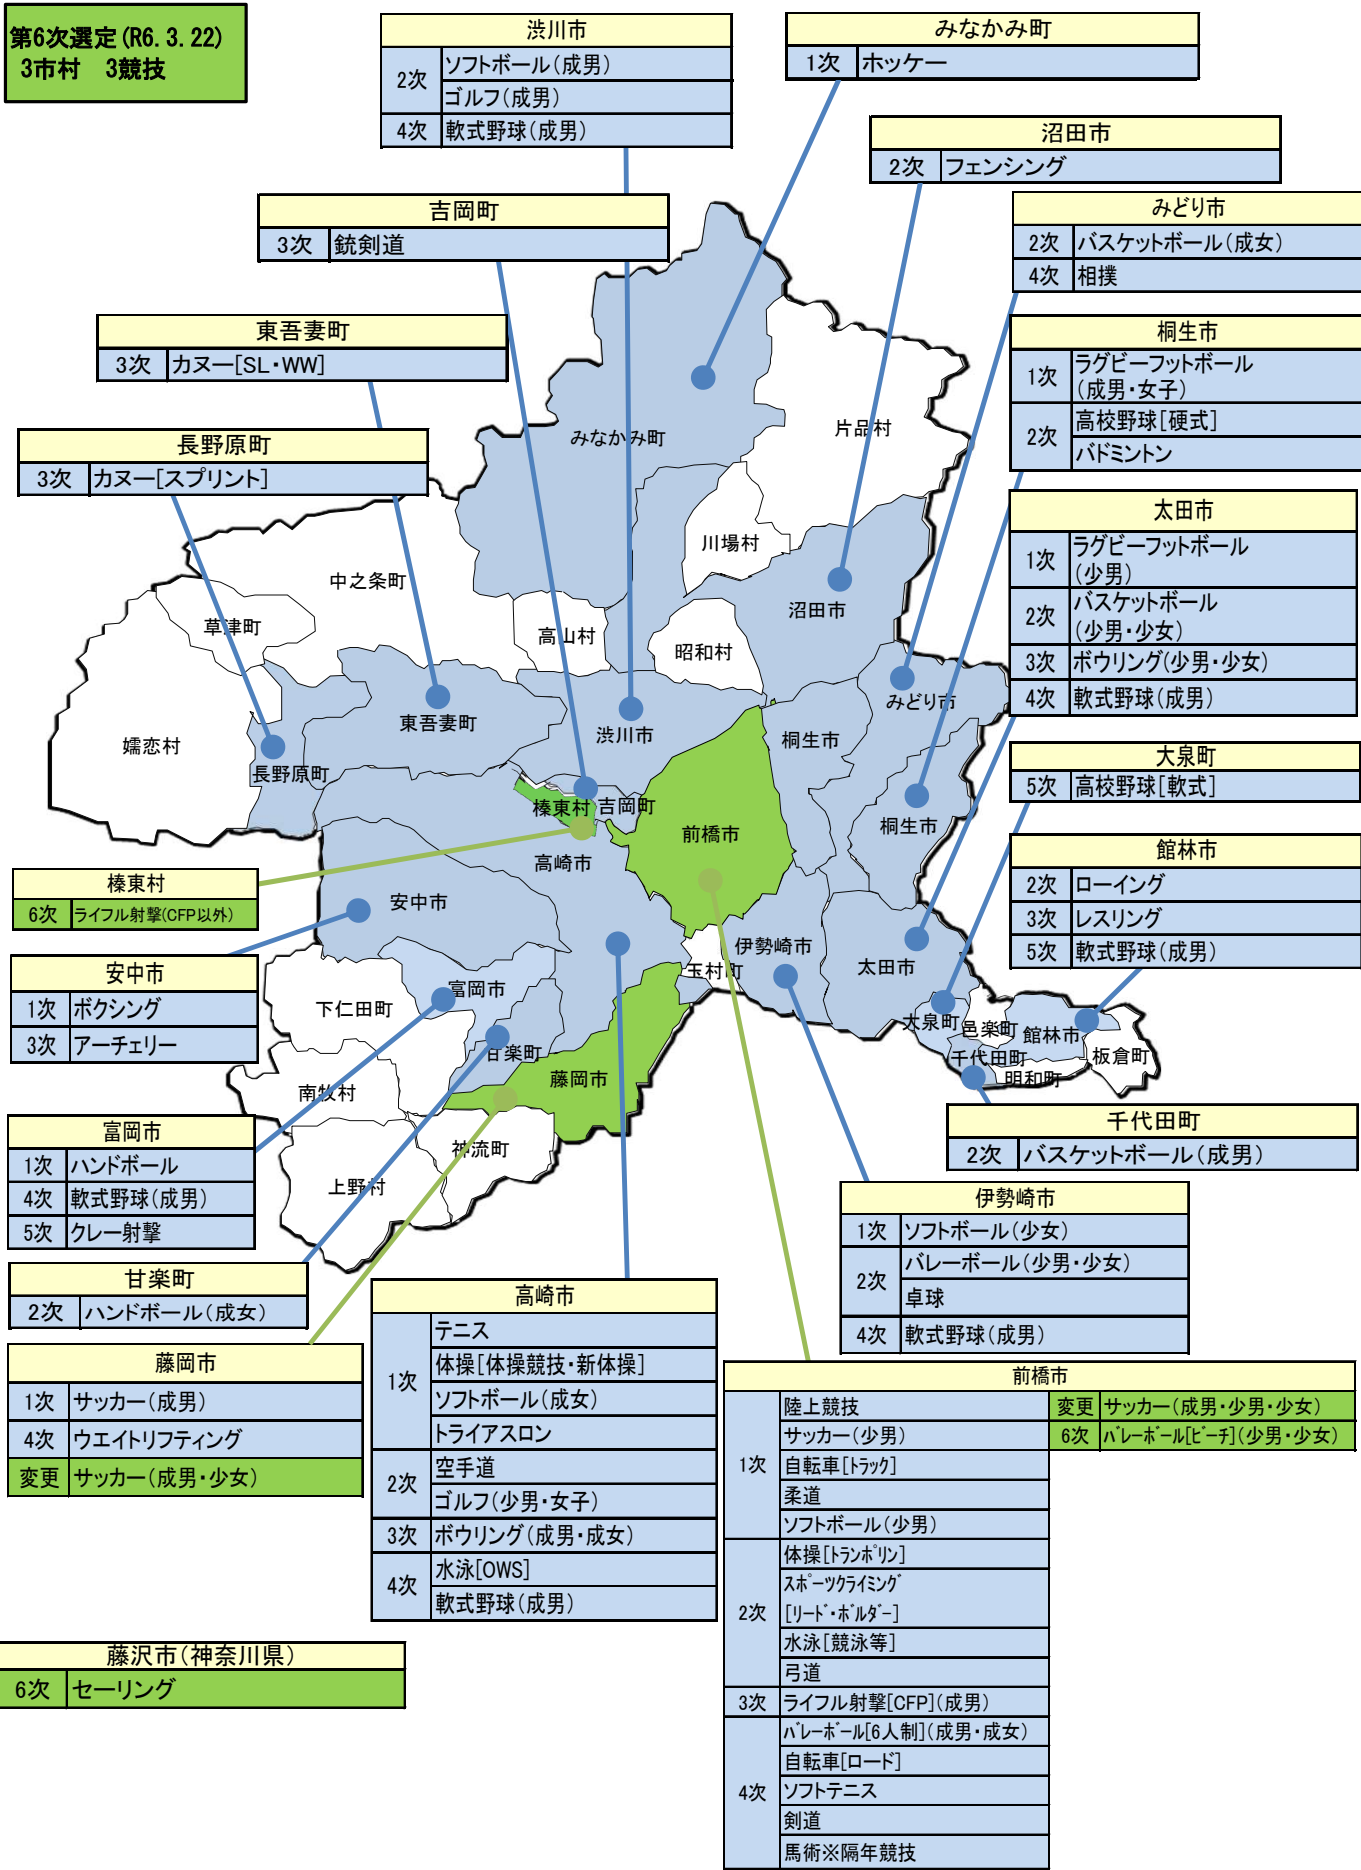 第6次選定(R6.3.22)
3市村　3競技
渋川市
2次 ソフトボール(成男)
ゴルフ(成男)
4次 軟式野球(成男)
みなかみ町
1次 ホッケー
沼田市
2次 フェンシング
吉岡町
3次 銃剣道
みどり市
2次 バスケットボール(成女)
4次 相撲
東吾妻町
3次 カヌー[SL・WW]
桐生市
1次 ラグビーフットボール
(成男・女子)
2次 高校野球[硬式]
バドミントン
長野原町
3次 カヌー[スプリント]
太田市
1次 ラグビーフットボール
(少男)
2次 バスケットボール
(少男・少女)
3次 ボウリング(少男・少女)
4次 軟式野球(成男)
大泉町
5次 高校野球[軟式]
館林市
2次 ローイング
3次 レスリング
5次 軟式野球(成男)
みなかみ町
片品村
川場村
中之条町
草津町
高山村
昭和村
沼田市
みどり市
東吾妻町
渋川市
桐生市
嬬恋村
長野原町
榛東村
吉岡町
前橋市
桐生市
高崎市
安中市
伊勢崎市
太田市
玉村町
富岡市
下仁田町
甘楽町
藤岡市
大泉町
邑楽町
館林市
千代田町
明和町
板倉町
南牧村
神流町
上野村
榛東村
6次 ライフル射撃(CFP以外)
安中市
1次 ボクシング
3次 アーチェリー
富岡市
1次 ハンドボール
4次 軟式野球(成男)
5次 クレー射撃
甘楽町
2次 ハンドボール(成女)
藤岡市
1次 サッカー(成男)
4次 ウエイトリフティング
変更 サッカー(成男・少女)
千代田町
2次 バスケットボール(成男)
伊勢崎市
1次 ソフトボール(少女)
2次 バレーボール(少男・少女)
卓球
4次 軟式野球(成男)
高崎市
1次 テニス
体操[体操競技・新体操]
ソフトボール(成女)
トライアスロン
2次 空手道
ゴルフ(少男・女子)
3次 ボウリング(成男・成女)
4次 水泳[OWS]
軟式野球(成男)
前橋市
1次 陸上競技
サッカー(少男)
自転車[ﾄﾗｯｸ]
柔道
ソフトボール(少男)
2次 体操[ﾄﾗﾝﾎﾟﾘﾝ]
ｽﾎﾟｰﾂｸﾗｲﾐﾝｸﾞ
[ﾘｰﾄﾞ・ﾎﾞﾙﾀﾞｰ]
水泳[競泳等]
弓道
3次 ライフル射撃[CFP](成男)
4次 ﾊﾞﾚｰﾎﾞｰﾙ[6人制](成男・成女)
自転車[ロード]
ソフトテニス
剣道
馬術※隔年競技
変更 サッカー(成男・少男・少女)
6次 ﾊﾞﾚｰﾎﾞｰﾙ[ﾋﾞｰﾁ](少男・少女)
藤沢市(神奈川県)
6次 セーリング